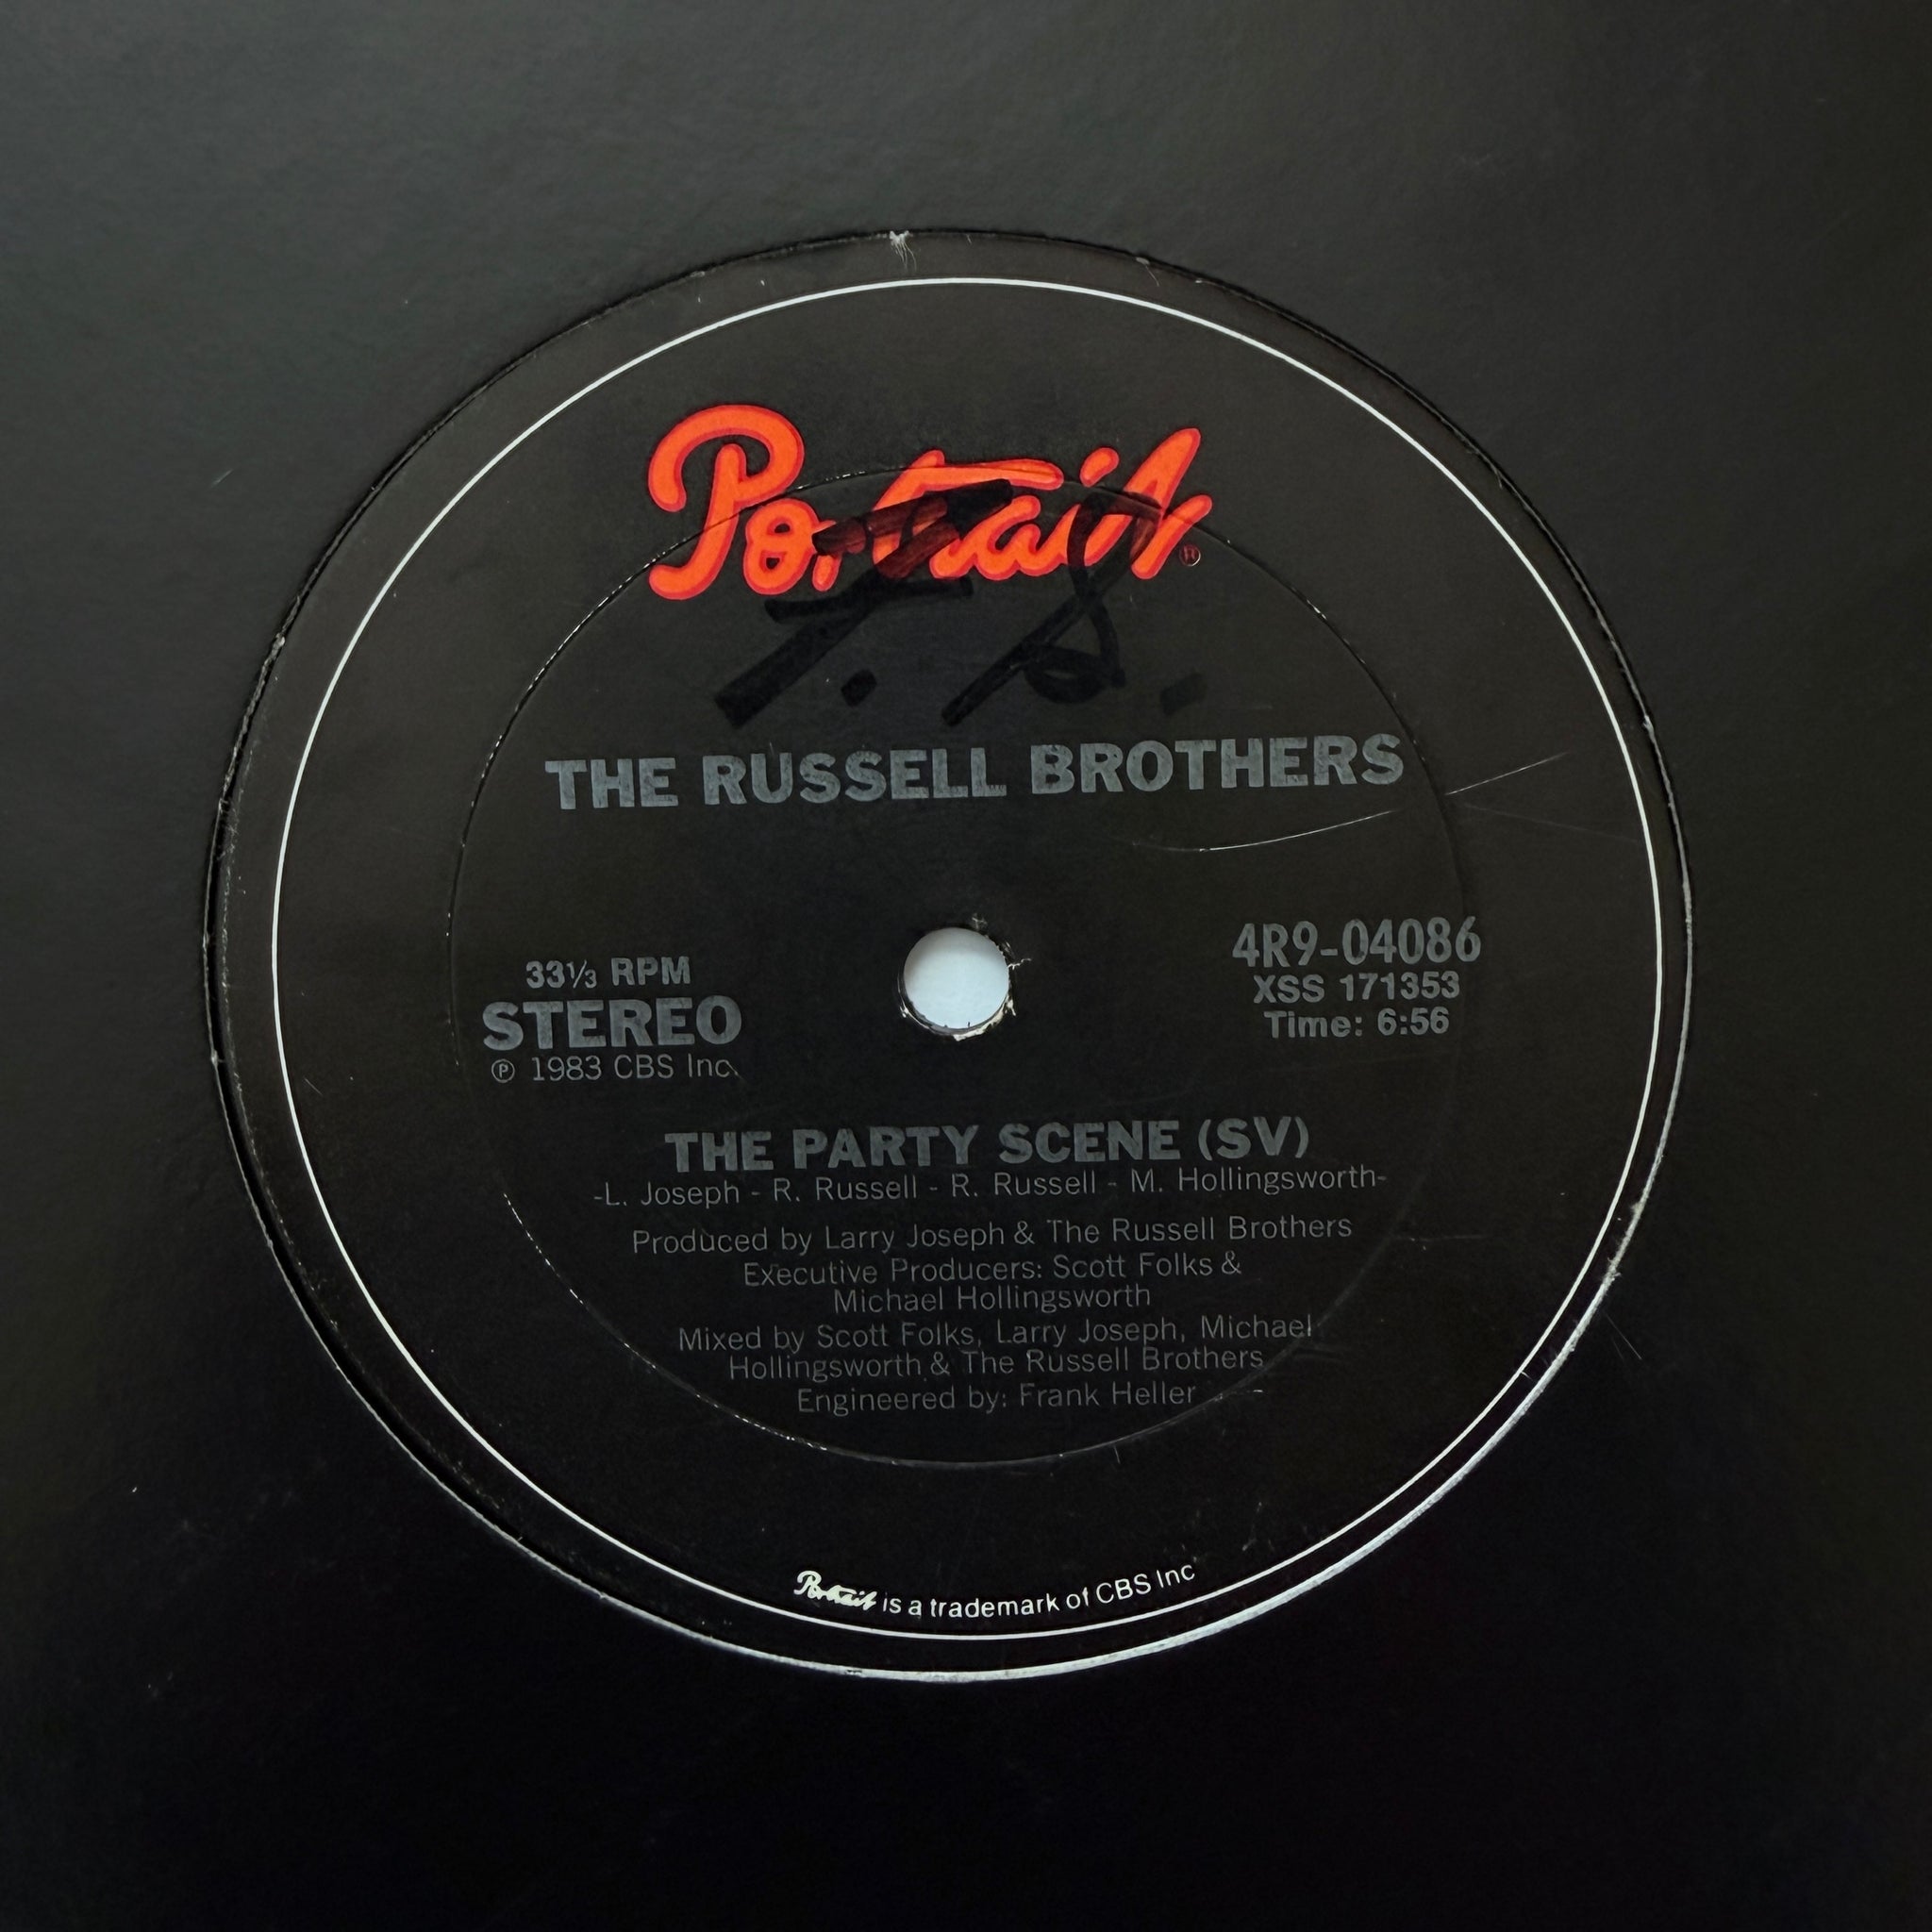 Portrait ®
F. S.
THE RUSSELL BROTHERS
33⅓ RPM
STEREO
℗ 1983 CBS Inc.
4R9-04086
XSS 171353
Time: 6:56
THE PARTY SCENE (SV)
-L. Joseph - R. Russell - R. Russell - M. Hollingsworth-
Produced by Larry Joseph & The Russell Brothers
Executive Producers: Scott Folks &
Michael Hollingsworth
Mixed by Scott Folks, Larry Joseph, Michael
Hollingsworth & The Russell Brothers
Engineered by: Frank Heller
Portrait is a trademark of CBS Inc